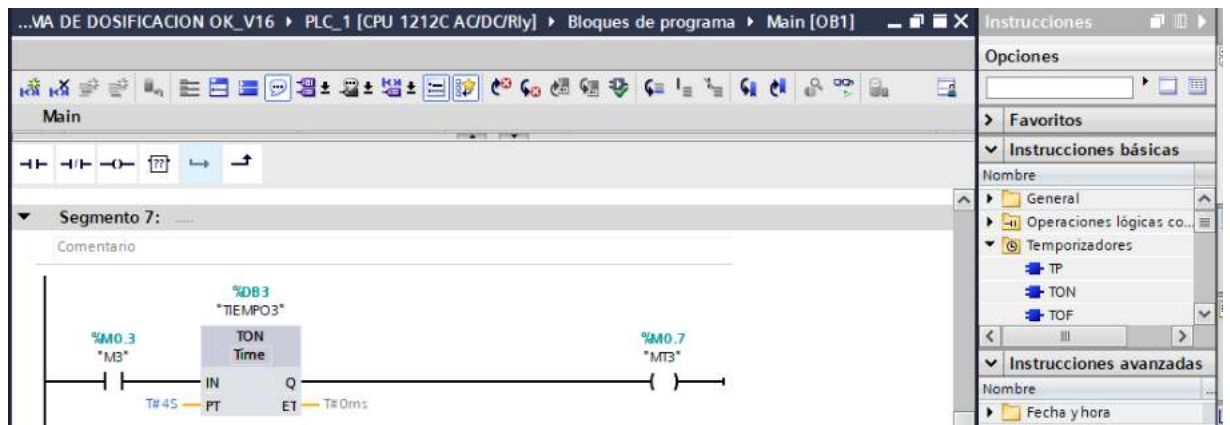 ...MA DE DOSIFICACION OK_V16 ▸ PLC_1 [CPU 1212C AC/DC/Rly] ▸ Bloques de programa ▸ Main [OB1]
Instrucciones
Opciones
Main
Favoritos
Instrucciones básicas
Nombre
General
Operaciones lógicas co...
Temporizadores
TP
TON
TOF
Instrucciones avanzadas
Nombre
Fecha y hora
Segmento 7: .....
Comentario
%DB3
"TIEMPO3"
%M0.3
"M3"
TON
Time
%M0.7
"MT3"
IN Q
T#4S PT ET T#0ms